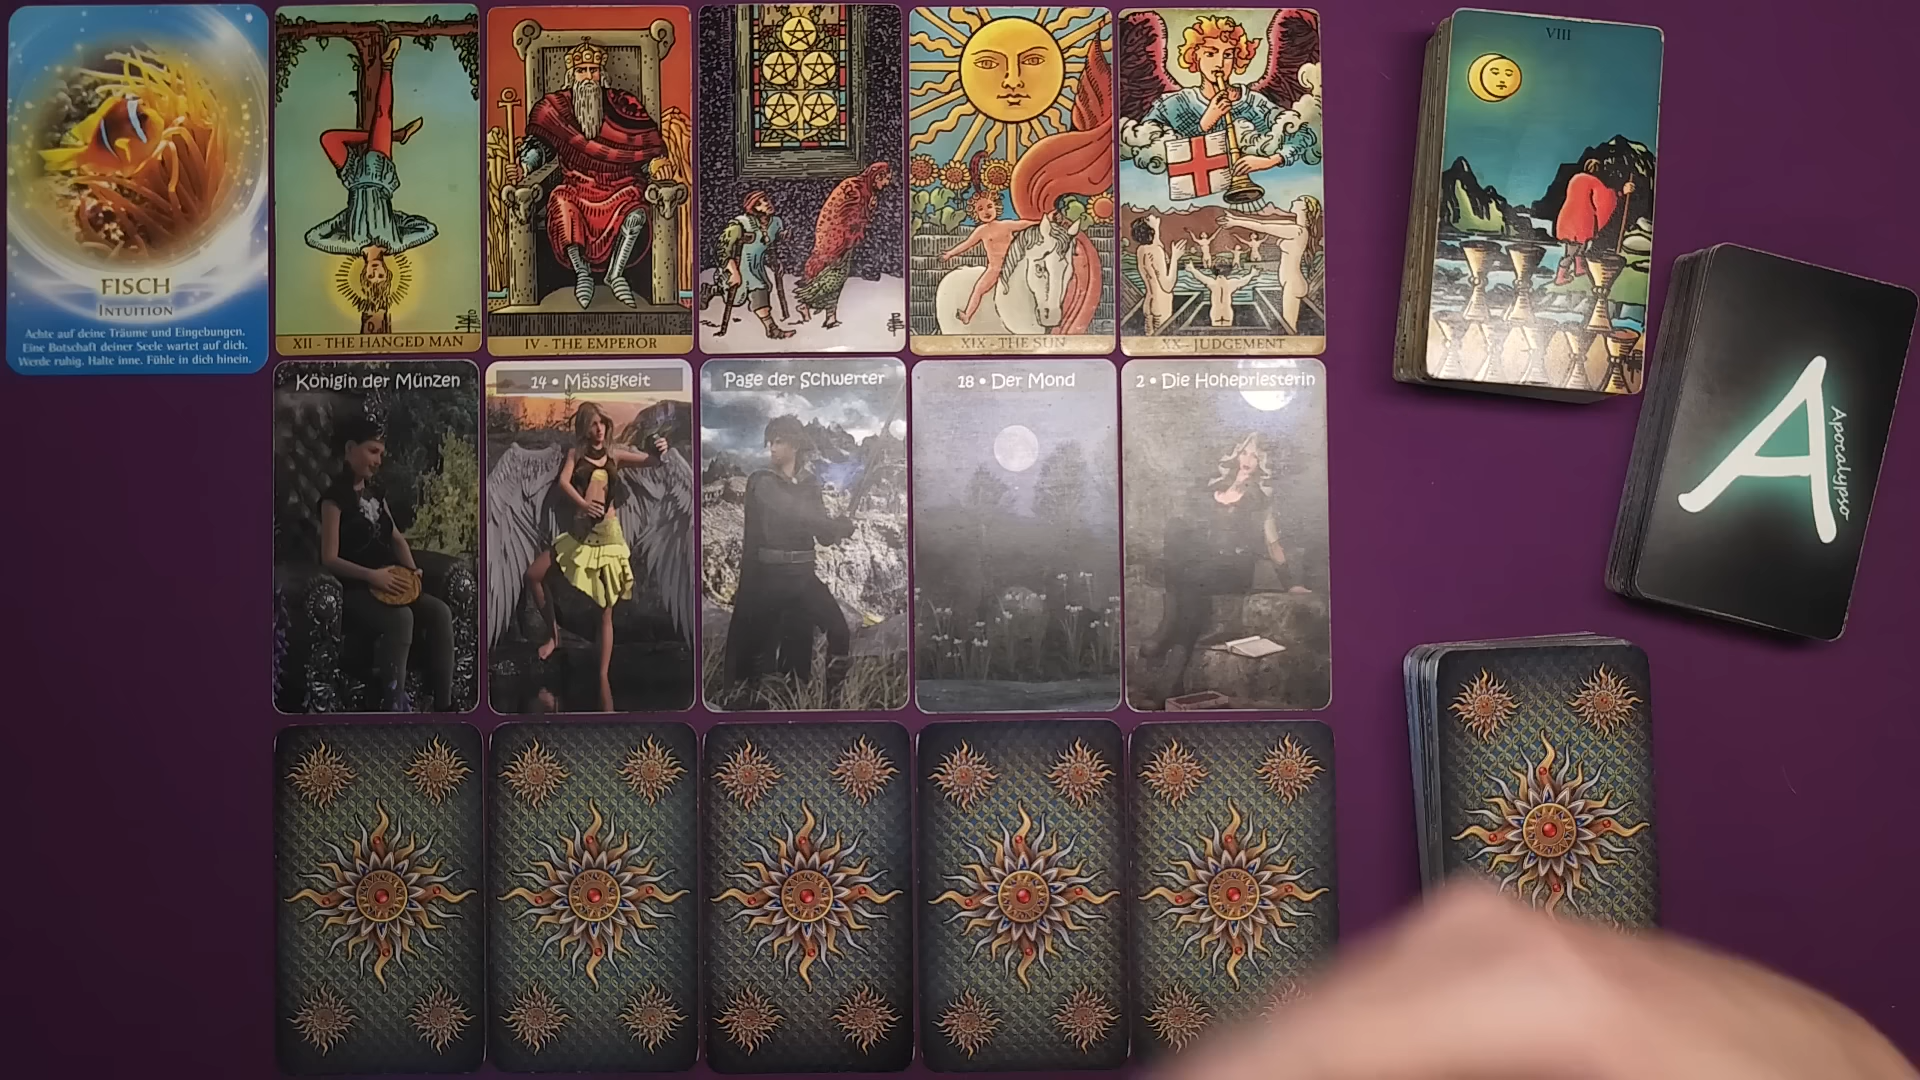 FISCH
INTUITION
Achte auf deine Träume und Eingebungen.
Eine Botschaft deiner Seele wartet auf dich.
Werde ruhig. Halte inne. Fühle in dich hinein.
XII - THE HANGED MAN
IV - THE EMPEROR
V
XIX - THE SUN
XX - JUDGEMENT
VIII
Königin der Münzen
14 • Mässigkeit
Page der Schwerter
18 • Der Mond
2 • Die Hohepriesterin
A
Apocalypso